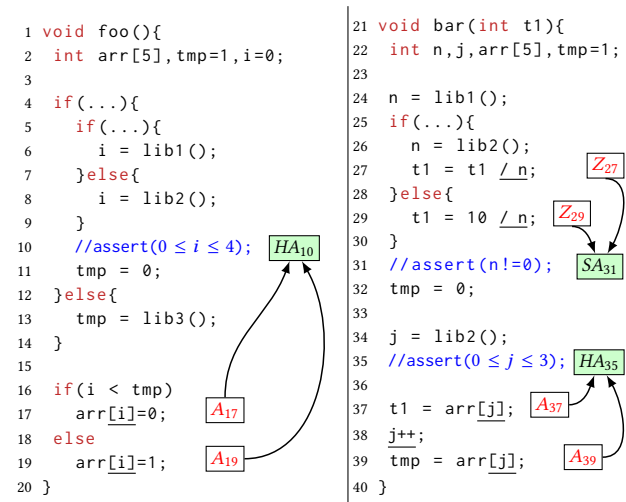 1 void foo(){
2 int arr[5],tmp=1,i=0;
3
4 if(...){
5 if(...){
6 i = lib1();
7 }else{
8 i = lib2();
9 }
10 //assert(0 ≤ i ≤ 4); HA10
11 tmp = 0;
12 }else{
13 tmp = lib3();
14 }
15
16 if(i < tmp)
17 arr[i]=0; A17
18 else
19 arr[i]=1; A19
20 }
21 void bar(int t1){
22 int n,j,arr[5],tmp=1;
23
24 n = lib1();
25 if(...){
26 n = lib2();
27 t1 = t1 / n; Z27
28 }else{
29 t1 = 10 / n; Z29
30 }
31 //assert(n!=0); SA31
32 tmp = 0;
33
34 j = lib2();
35 //assert(0 ≤ j ≤ 3); HA35
36
37 t1 = arr[j]; A37
38 j++;
39 tmp = arr[j]; A39
40 }